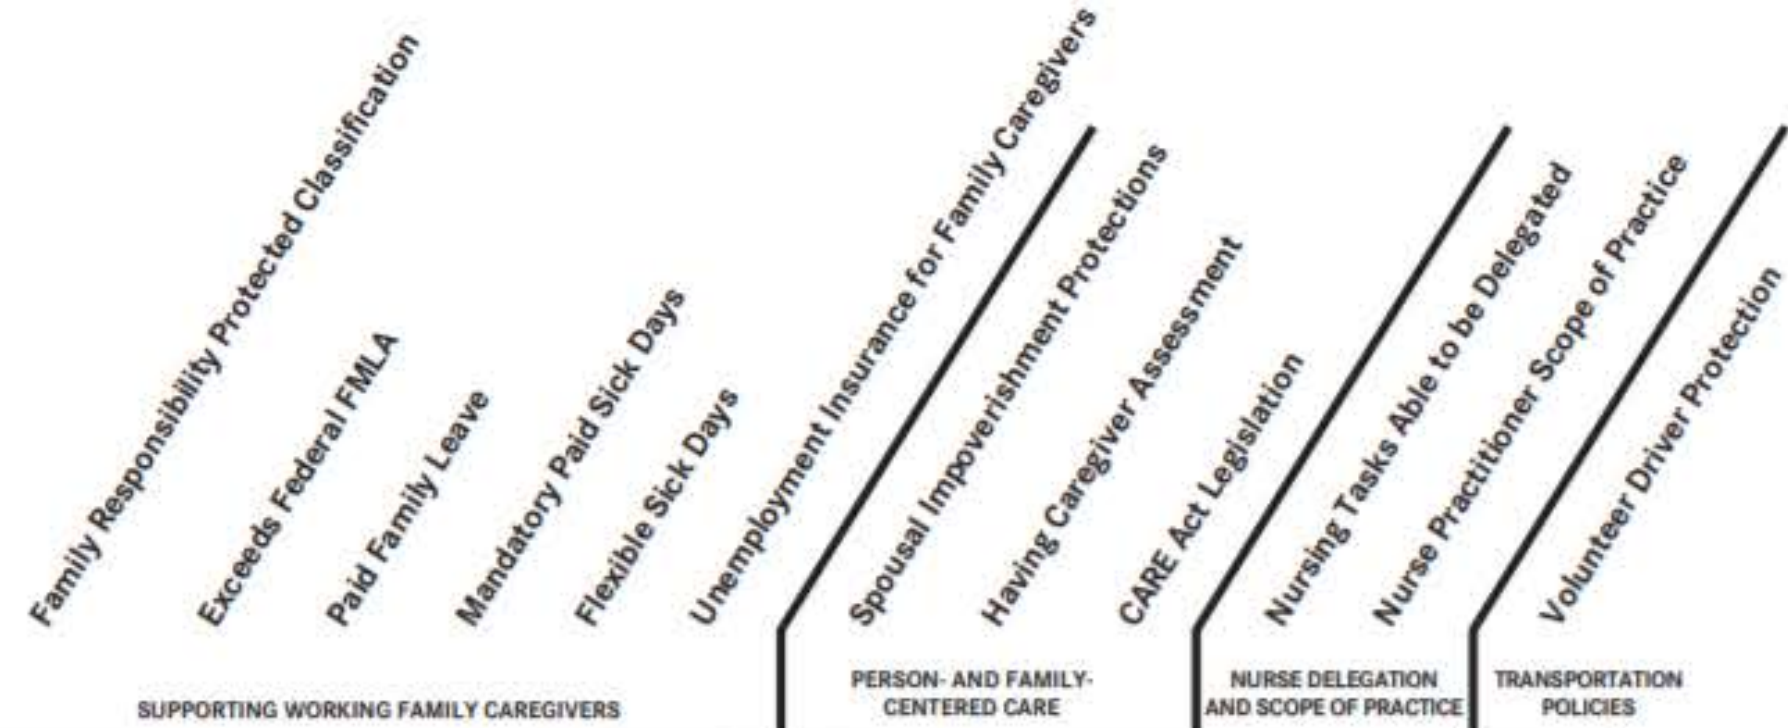 Family Responsibility Protected Classification
Exceeds Federal FMLA
Paid Family Leave
Mandatory Paid Sick Days
Flexible Sick Days
Unemployment Insurance for Family Caregivers
Spousal Impoverishment Protections
Having Caregiver Assessment
CARE Act Legislation
Nursing Tasks Able to be Delegated
Nurse Practitioner Scope of Practice
Volunteer Driver Protection
SUPPORTING WORKING FAMILY CAREGIVERS
PERSON- AND FAMILY-
CENTERED CARE
NURSE DELEGATION
AND SCOPE OF PRACTICE
TRANSPORTATION
POLICIES